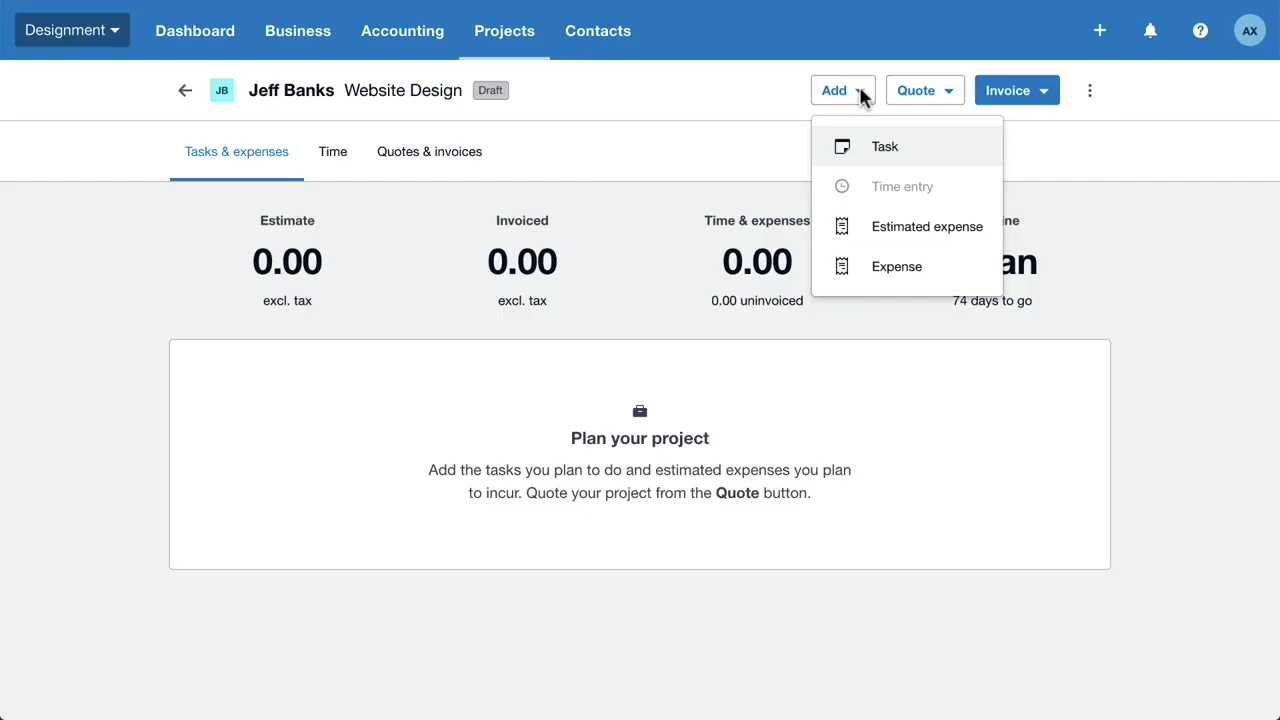 Designment
Dashboard
Business
Accounting
Projects
Contacts
AX
JB
Jeff Banks Website Design
Draft
Add
Quote
Invoice
Tasks & expenses
Time
Quotes & invoices
Task
Time entry
Estimated expense
Expense
Estimate
0.00
excl. tax
Invoiced
0.00
excl. tax
Time & expenses
0.00
0.00 uninvoiced
74 days to go
Plan your project
Add the tasks you plan to do and estimated expenses you plan
to incur. Quote your project from the Quote button.